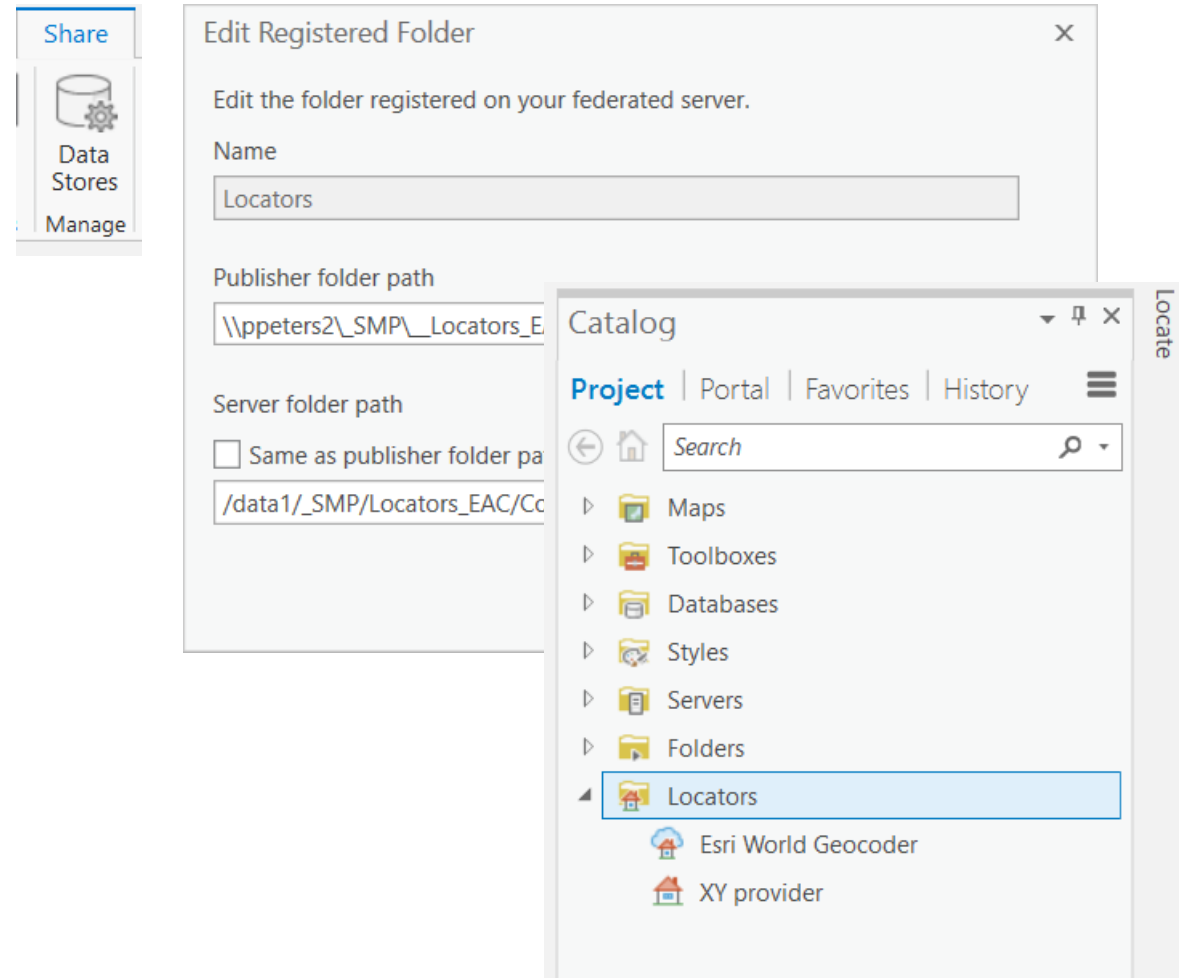 Share
Data
Stores
Manage
Edit Registered Folder
Edit the folder registered on your federated server.
Name
Locators
Publisher folder path
\\ppeters2\_SMP\__Locators_E
Server folder path
Same as publisher folder pa
/data1/_SMP/Locators_EAC/Co
Catalog
Project | Portal | Favorites | History
Search
Maps
Toolboxes
Databases
Styles
Servers
Folders
Locators
Esri World Geocoder
XY provider
Locate